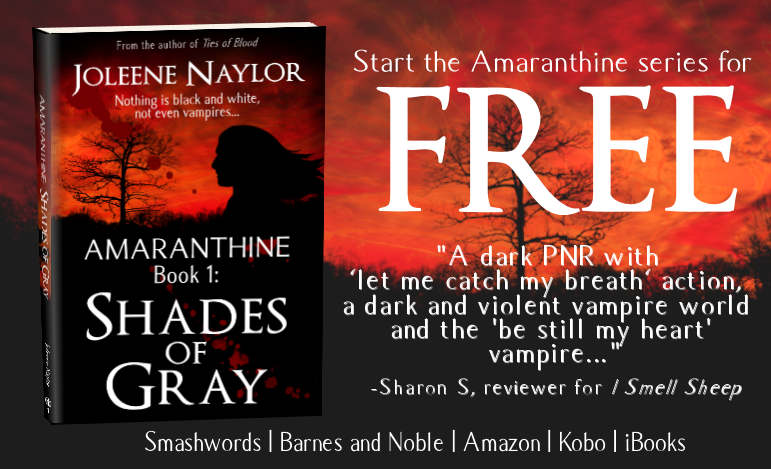 From the author of Ties of Blood
JOLEENE NAYLOR
Nothing is black and white,
not even vampires...
AMARANTHINE
Book 1:
SHADES
OF
GRAY
AMARANTHINE SHADES OF GRAY
Joleene Naylor
Start the Amaranthine series for
FREE
"A dark PNR with
‘let me catch my breath‘ action,
a dark and violent vampire world
and the 'be still my heart'
vampire..."
-Sharon S, reviewer for I Smell Sheep
Smashwords | Barnes and Noble | Amazon | Kobo | iBooks